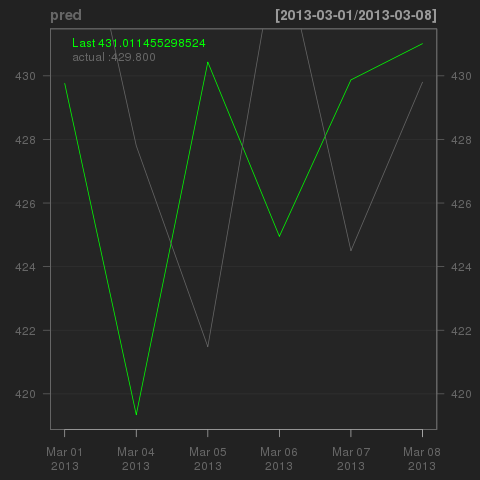 pred [2013-03-01/2013-03-08]
Last 431.011455298524
actual :429.800
430 430
428 428
426 426
424 424
422 422
420 420
Mar 01 Mar 04 Mar 05 Mar 06 Mar 07 Mar 08
2013 2013 2013 2013 2013 2013